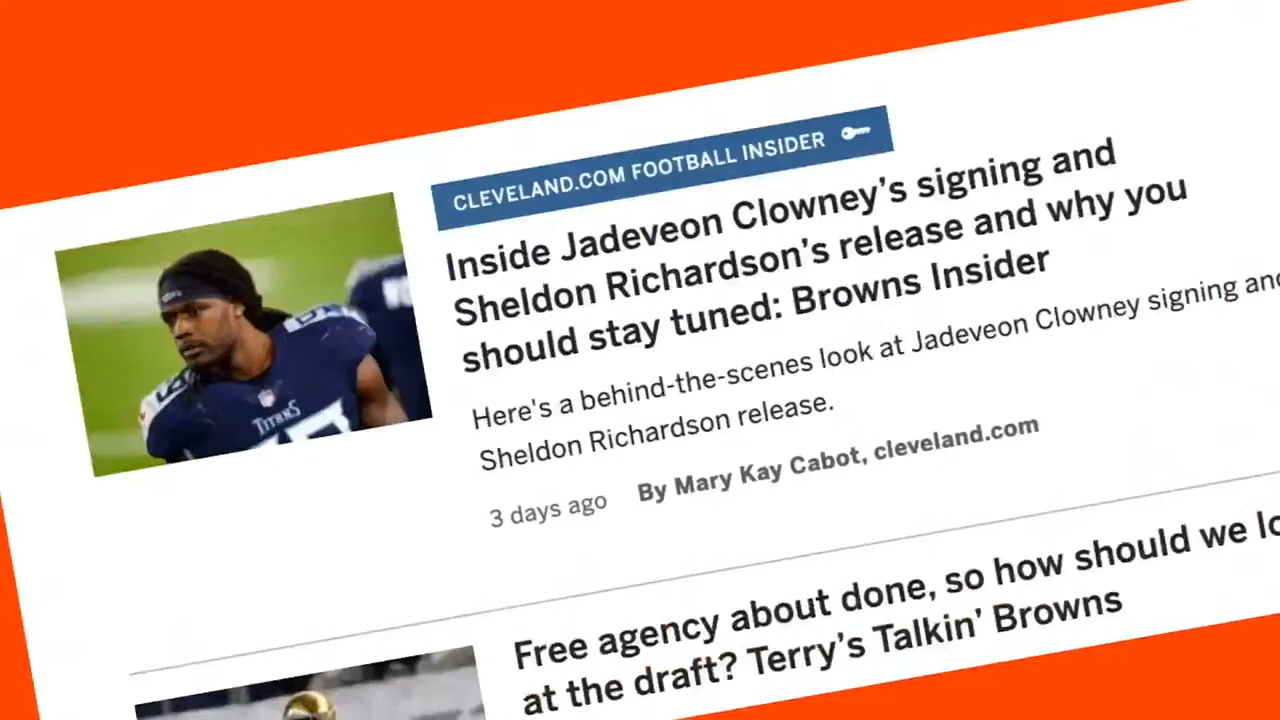 CLEVELAND.COM FOOTBALL INSIDER
Inside Jadeveon Clowney's signing and
Sheldon Richardson's release and why you
should stay tuned: Browns Insider
Here's a behind-the-scenes look at Jadeveon Clowney signing and
Sheldon Richardson release.
3 days ago By Mary Kay Cabot, cleveland.com
TITANS
Free agency about done, so how should we
at the draft? Terry's Talkin' Browns